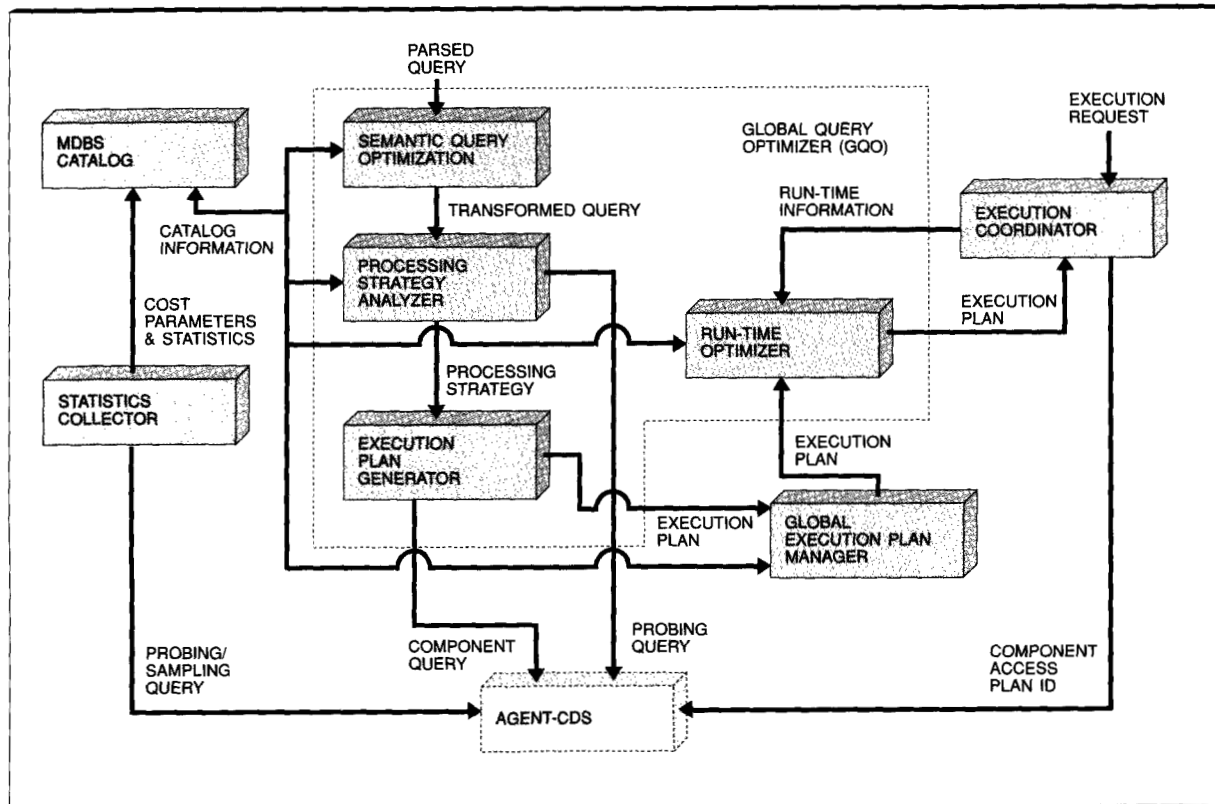 PARSED
QUERY
MDBS
CATALOG
SEMANTIC QUERY
OPTIMIZATION
GLOBAL QUERY
OPTIMIZER (GQO)
EXECUTION
REQUEST
CATALOG
INFORMATION
TRANSFORMED QUERY
RUN-TIME
INFORMATION
EXECUTION
COORDINATOR
PROCESSING
STRATEGY
ANALYZER
COST
PARAMETERS
& STATISTICS
RUN-TIME
OPTIMIZER
EXECUTION
PLAN
PROCESSING
STRATEGY
STATISTICS
COLLECTOR
EXECUTION
PLAN
GENERATOR
EXECUTION
PLAN
EXECUTION
PLAN
GLOBAL
EXECUTION PLAN
MANAGER
PROBING/
SAMPLING
QUERY
COMPONENT
QUERY
PROBING
QUERY
COMPONENT
ACCESS
PLAN ID
AGENT-CDS